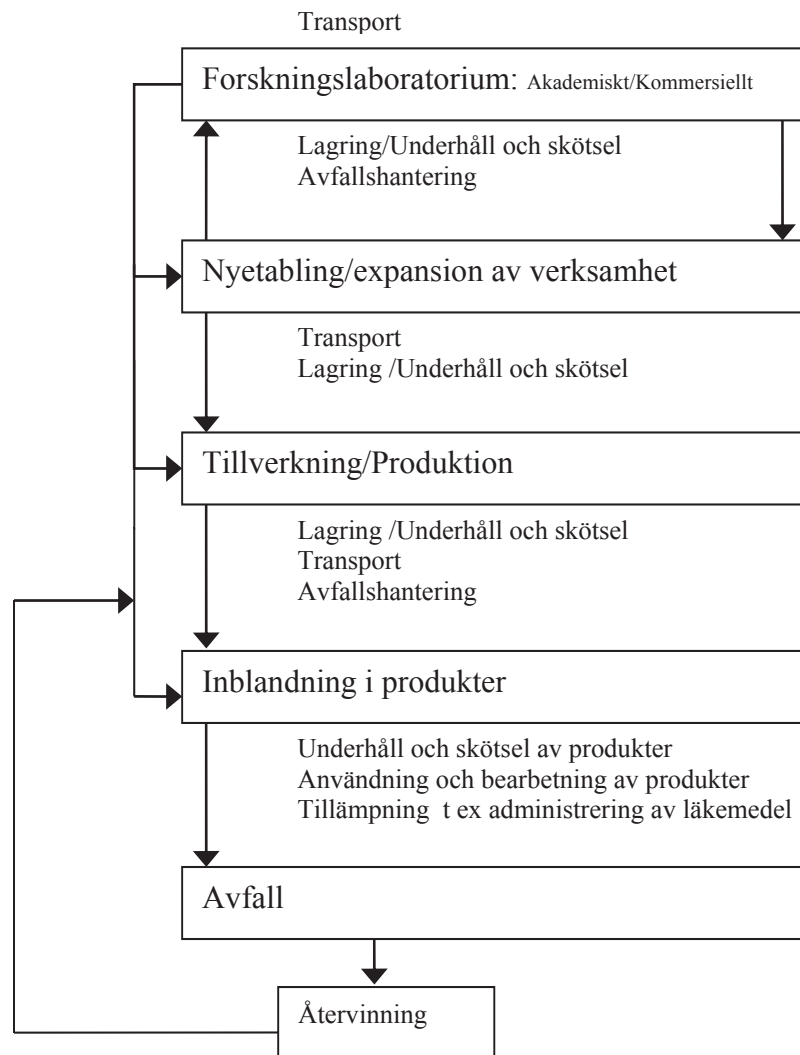 Transport
Forskningslaboratorium: Akademiskt/Kommersiellt
Lagring/Underhåll och skötsel
Avfallshantering
Nyetabling/expansion av verksamhet
Transport
Lagring /Underhåll och skötsel
Tillverkning/Produktion
Lagring /Underhåll och skötsel
Transport
Avfallshantering
Inblandning i produkter
Underhåll och skötsel av produkter
Användning och bearbetning av produkter
Tillämpning  t ex administrering av läkemedel
Avfall
Återvinning